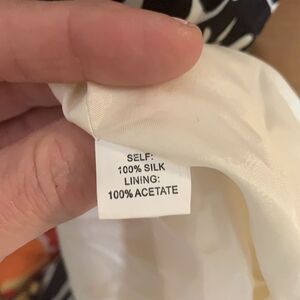 SELF:
100% SILK
LINING:
100% ACETATE